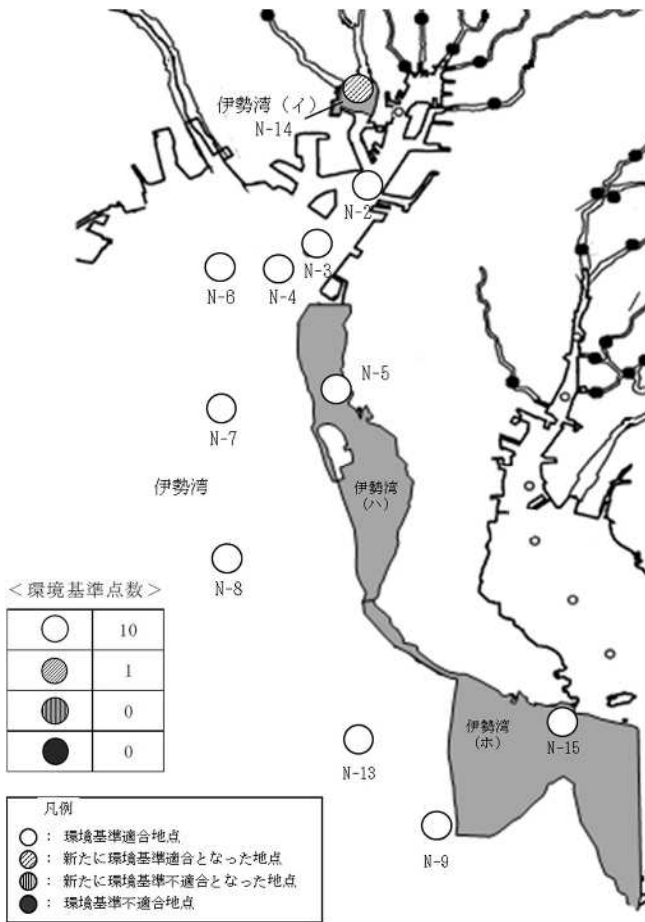 伊勢湾(イ)
N-14
N-2
N-3
N-4
N-6
N-5
N-7
伊勢湾
伊勢湾
(ハ)
N-8
<環境基準点数>
10
1
0
0
伊勢湾
(ホ)
N-15
N-13
N-9
凡例
: 環境基準適合地点
: 新たに環境基準適合となった地点
: 新たに環境基準不適合となった地点
: 環境基準不適合地点